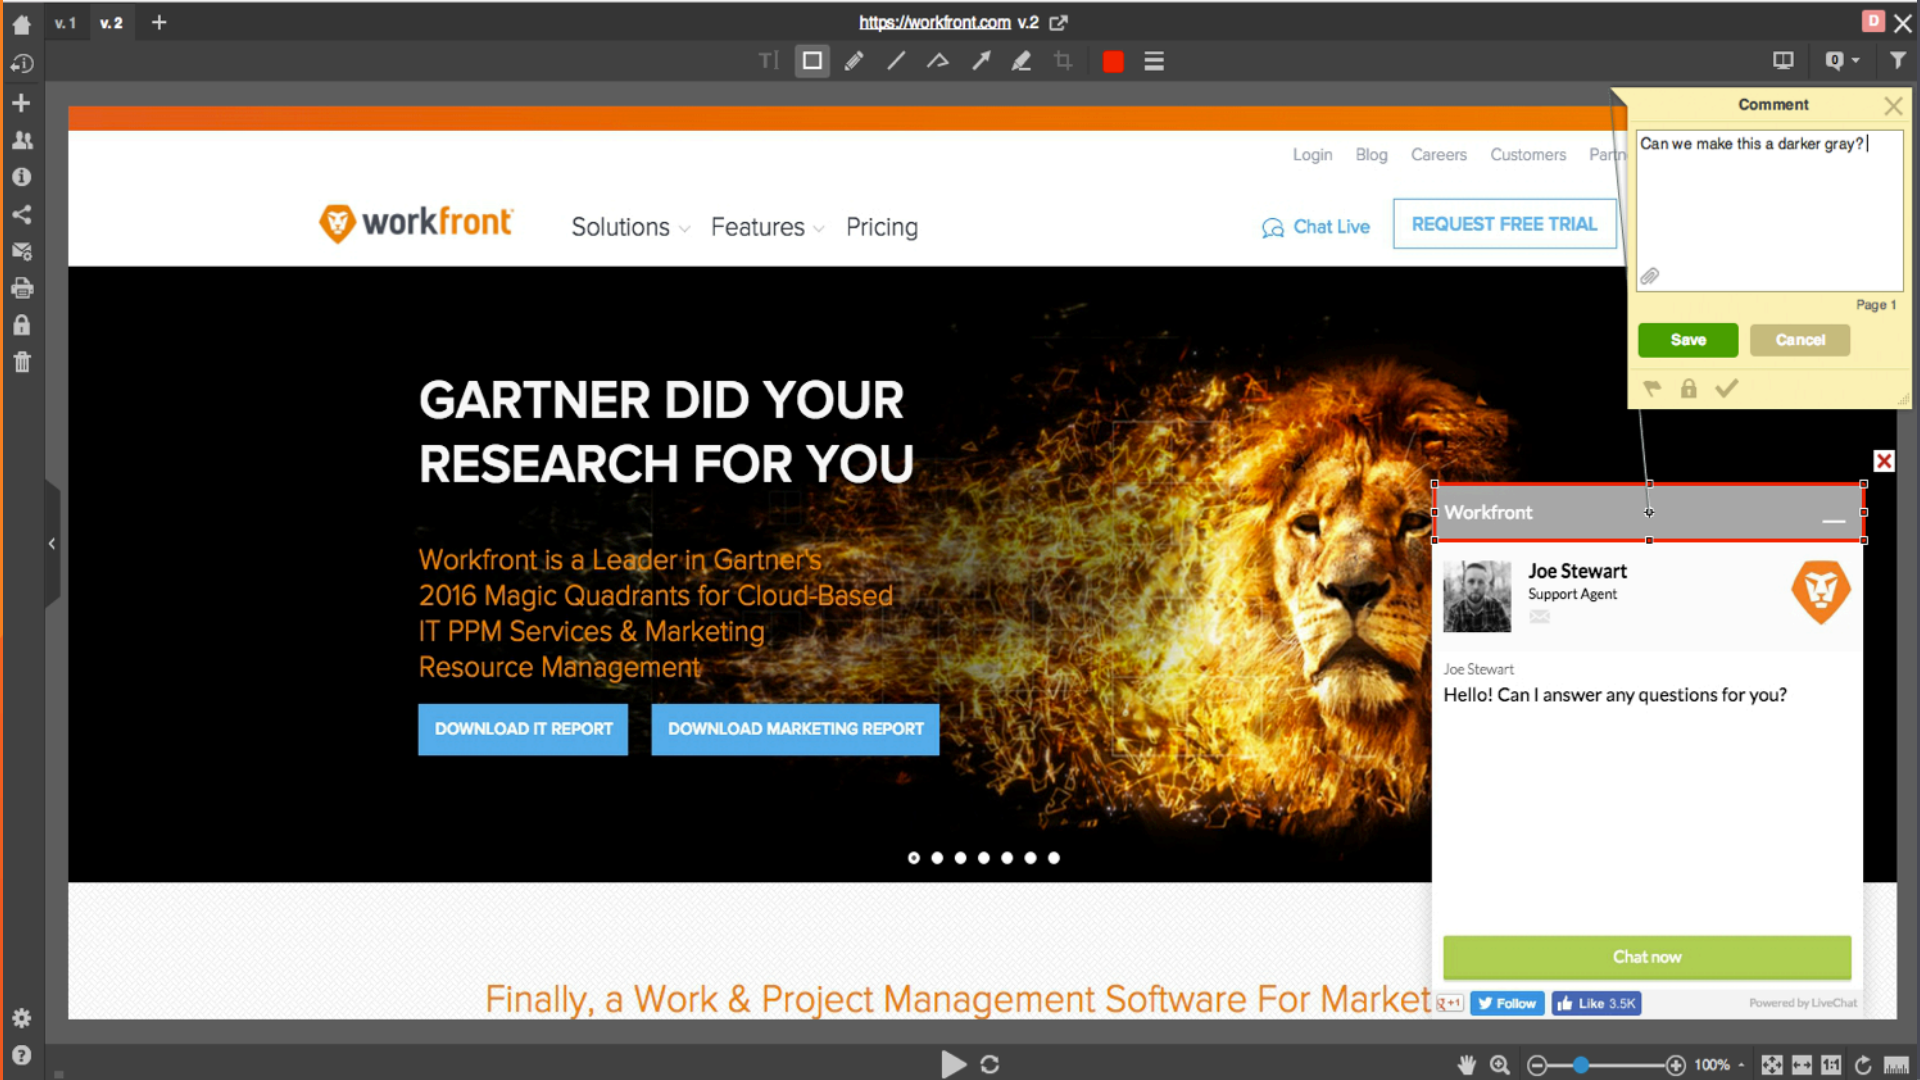 v. 1
v. 2
https://workfront.com v.2
D
Comment
Can we make this a darker gray?
Page 1
Save
Cancel
Login
Blog
Careers
Customers
workfront
Solutions
Features
Pricing
Chat Live
REQUEST FREE TRIAL
GARTNER DID YOUR
RESEARCH FOR YOU
Workfront is a Leader in Gartner's
2016 Magic Quadrants for Cloud-Based
IT PPM Services & Marketing
Resource Management
DOWNLOAD IT REPORT
DOWNLOAD MARKETING REPORT
Workfront
Joe Stewart
Support Agent
Joe Stewart
Hello! Can I answer any questions for you?
Chat now
Finally, a Work & Project Management Software For Market
g+1
Follow
Like 3.5K
Powered by LiveChat
100%
1:1